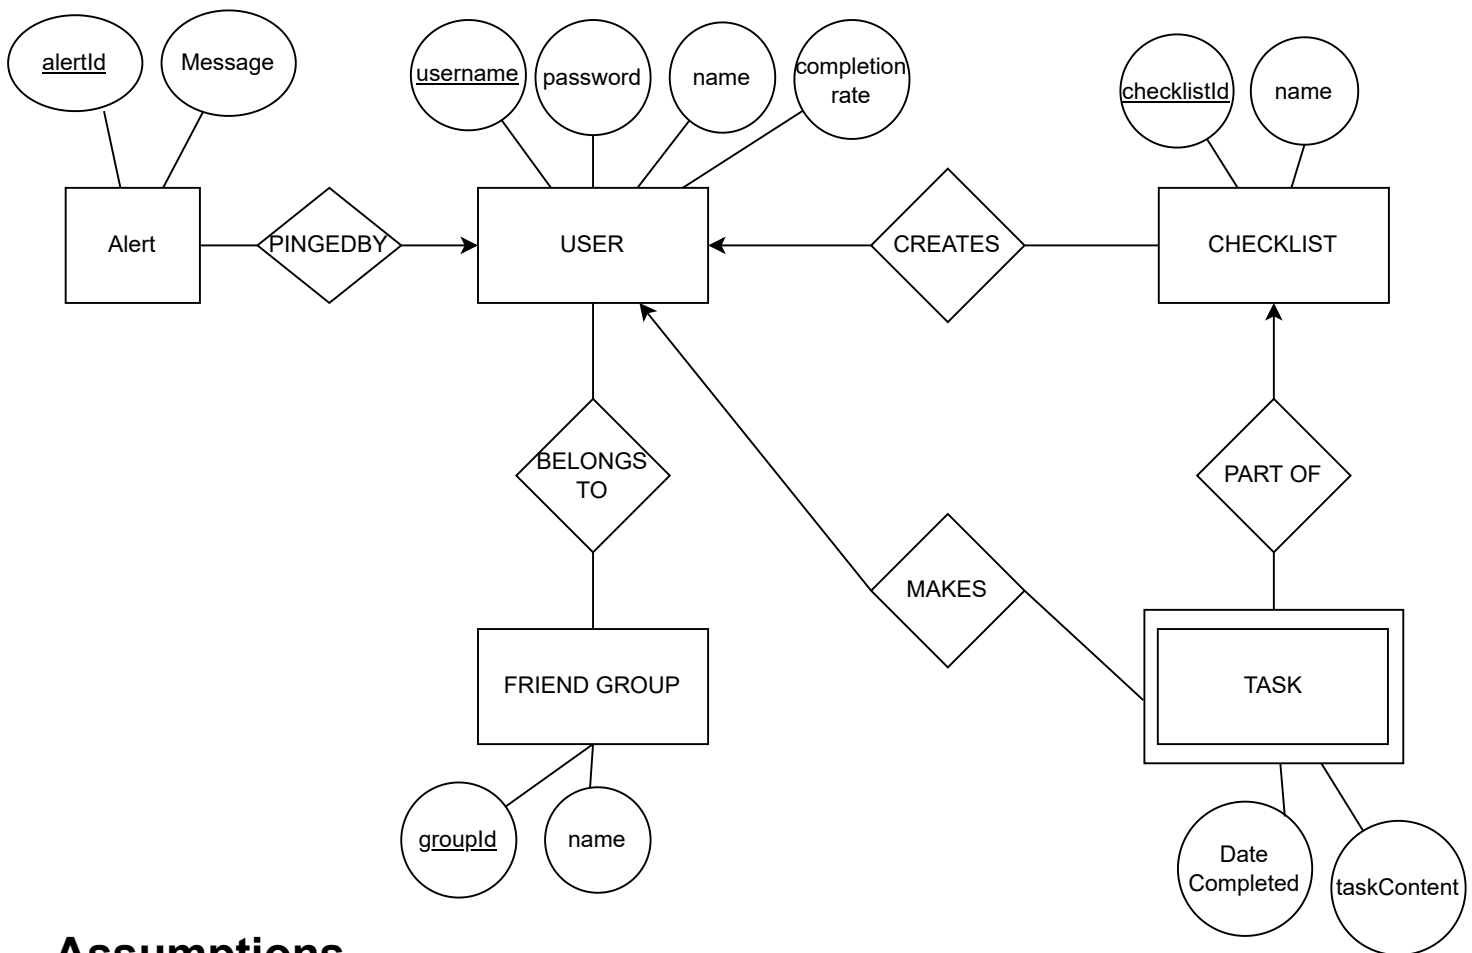 alertId
Message
username
password
name
completion
rate
checklistId
name
Alert
PINGEDBY
USER
CREATES
CHECKLIST
BELONGS
TO
PART OF
MAKES
FRIEND GROUP
TASK
groupId
name
Date
Completed
taskContent
Assumptions